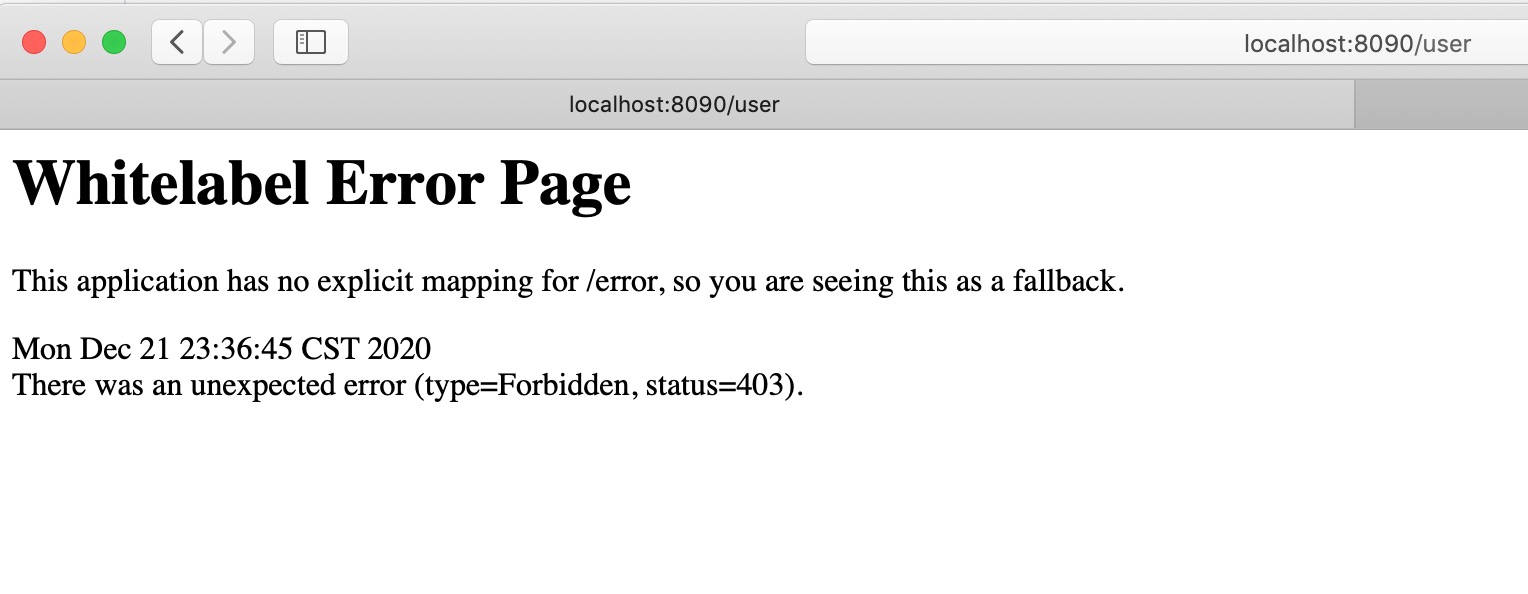 localhost:8090/user
localhost:8090/user
Whitelabel Error Page
This application has no explicit mapping for /error, so you are seeing this as a fallback.
Mon Dec 21 23:36:45 CST 2020
There was an unexpected error (type=Forbidden, status=403).